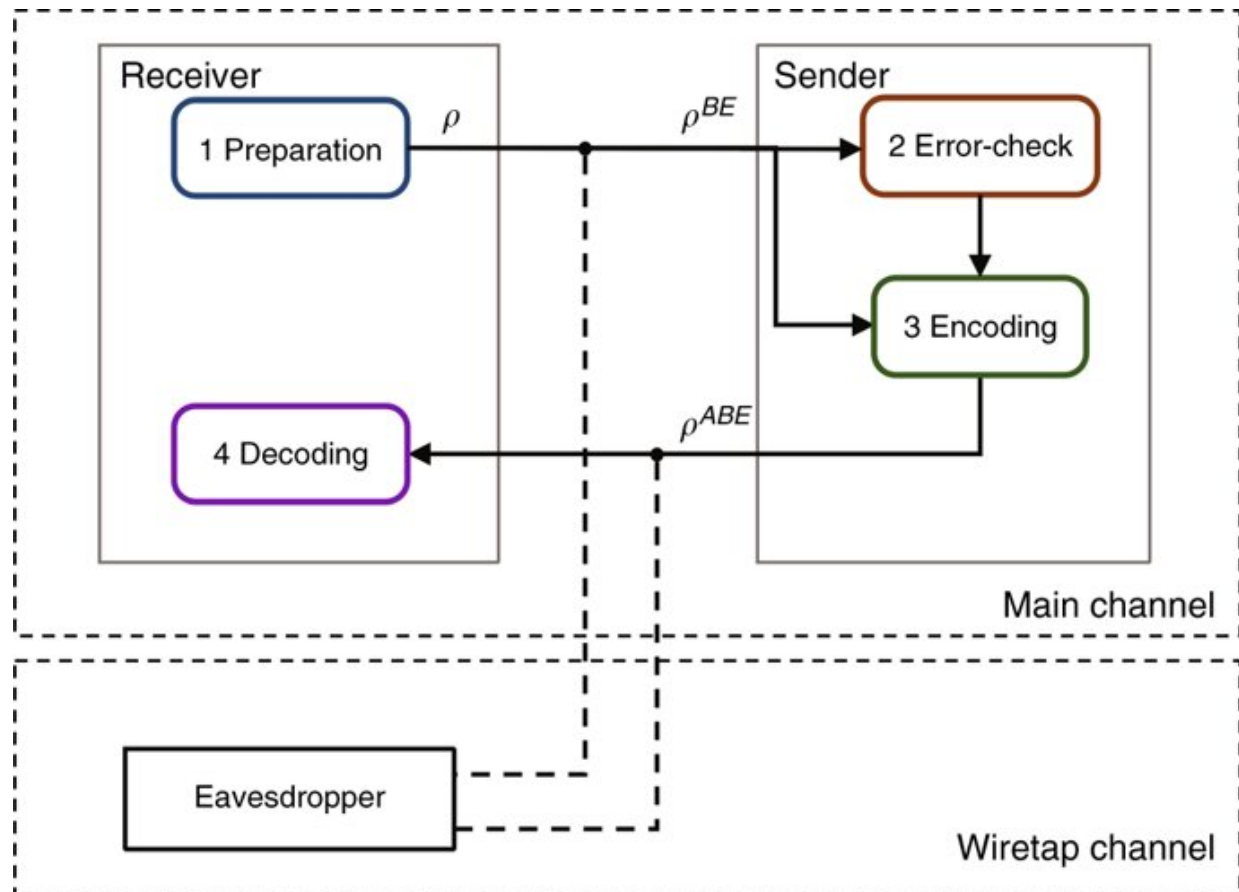 Receiver
Sender
1 Preparation
ρ
ρ^{BE}
2 Error-check
3 Encoding
ρ^{ABE}
4 Decoding
Main channel
Eavesdropper
Wiretap channel